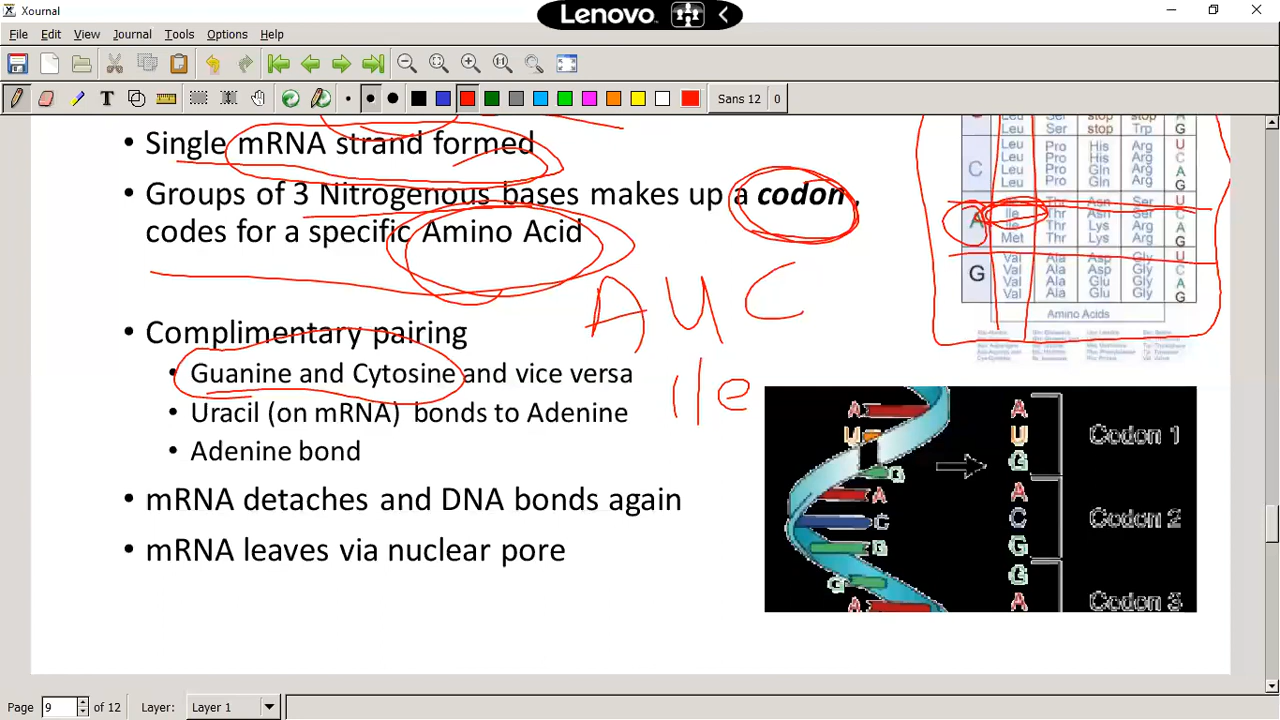 Xournal
Lenovo
File Edit View Journal Tools Options Help
Sans 12 0
• Single mRNA strand formed
• Groups of 3 Nitrogenous bases makes up a codon ,
codes for a specific Amino Acid
AUC
Ile
• Complimentary pairing
• Guanine and Cytosine and vice versa
• Uracil (on mRNA) bonds to Adenine
• Adenine bond
• mRNA detaches and DNA bonds again
• mRNA leaves via nuclear pore
Leu Ser stop stop A
Leu Ser stop Trp G
Leu Pro His Arg U
C Leu Pro His Arg C
Leu Pro Gln Arg A
Leu Pro Gln Arg G
Ile Thr Asn Ser U
A Ile Thr Asn Ser C
Ile Thr Lys Arg A
Met Thr Lys Arg G
Val Ala Asp Gly U
G Val Ala Asp Gly C
Val Ala Glu Gly A
Val Ala Glu Gly G
Amino Acids
A A
U U Codon 1
G G
A A
C C Codon 2
G G
G G
A A Codon 3
Page 9 of 12 Layer: Layer 1